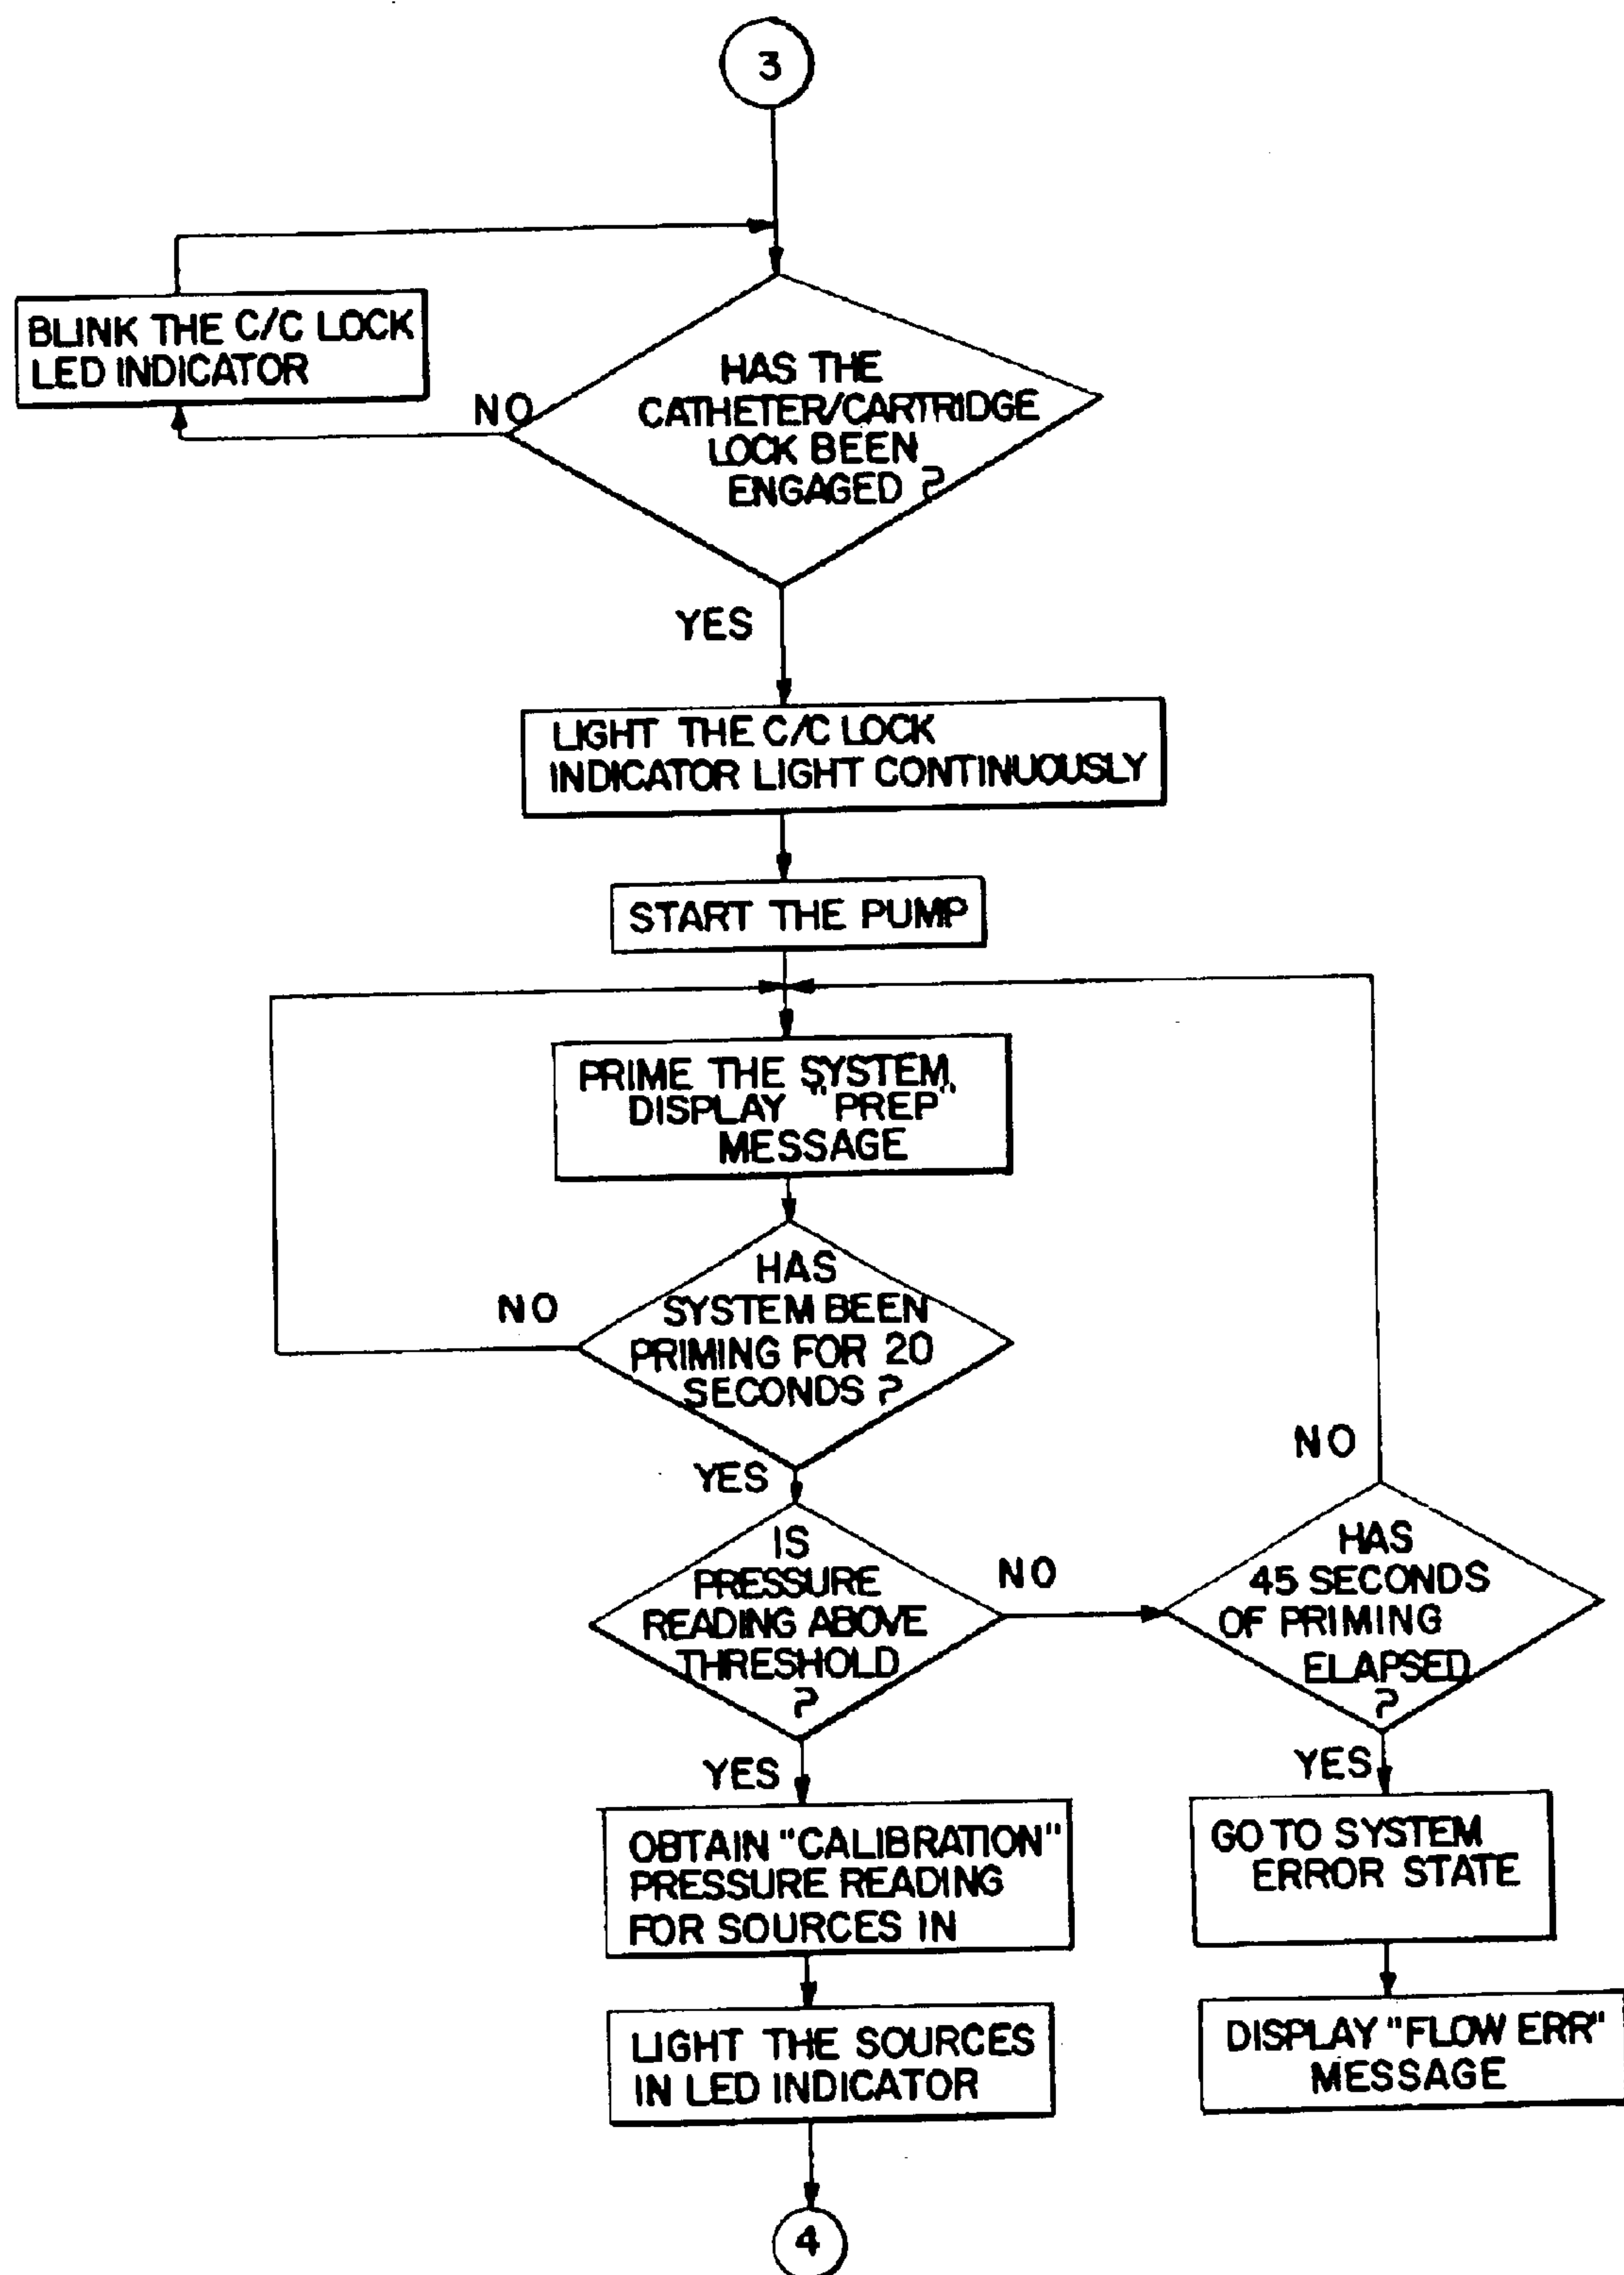 3
BLINK THE C/C LOCK
LED INDICATOR
NO
HAS THE
CATHETER/CARTRIDGE
LOCK BEEN
ENGAGED ?
YES
LIGHT THE C/C LOCK
INDICATOR LIGHT CONTINUOUSLY
START THE PUMP
PRIME THE SYSTEM,
DISPLAY "PREP"
MESSAGE
HAS
SYSTEM BEEN
PRIMING FOR 20
SECONDS ?
NO
YES
IS
PRESSURE
READING ABOVE
THRESHOLD
?
NO
HAS
45 SECONDS
OF PRIMING
ELAPSED
?
NO
YES
YES
OBTAIN "CALIBRATION"
PRESSURE READING
FOR SOURCES IN
GO TO SYSTEM
ERROR STATE
LIGHT THE SOURCES
IN LED INDICATOR
DISPLAY "FLOW ERR"
MESSAGE
4